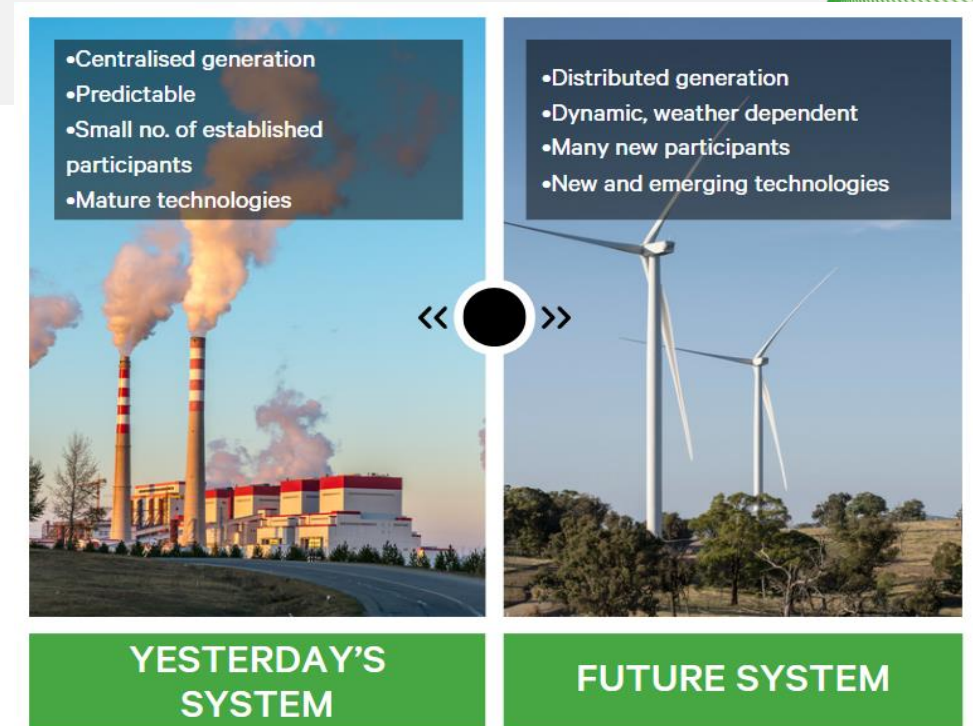 •Centralised generation
•Predictable
•Small no. of established
participants
•Mature technologies
•Distributed generation
•Dynamic, weather dependent
•Many new participants
•New and emerging technologies
YESTERDAY’S
SYSTEM
FUTURE SYSTEM